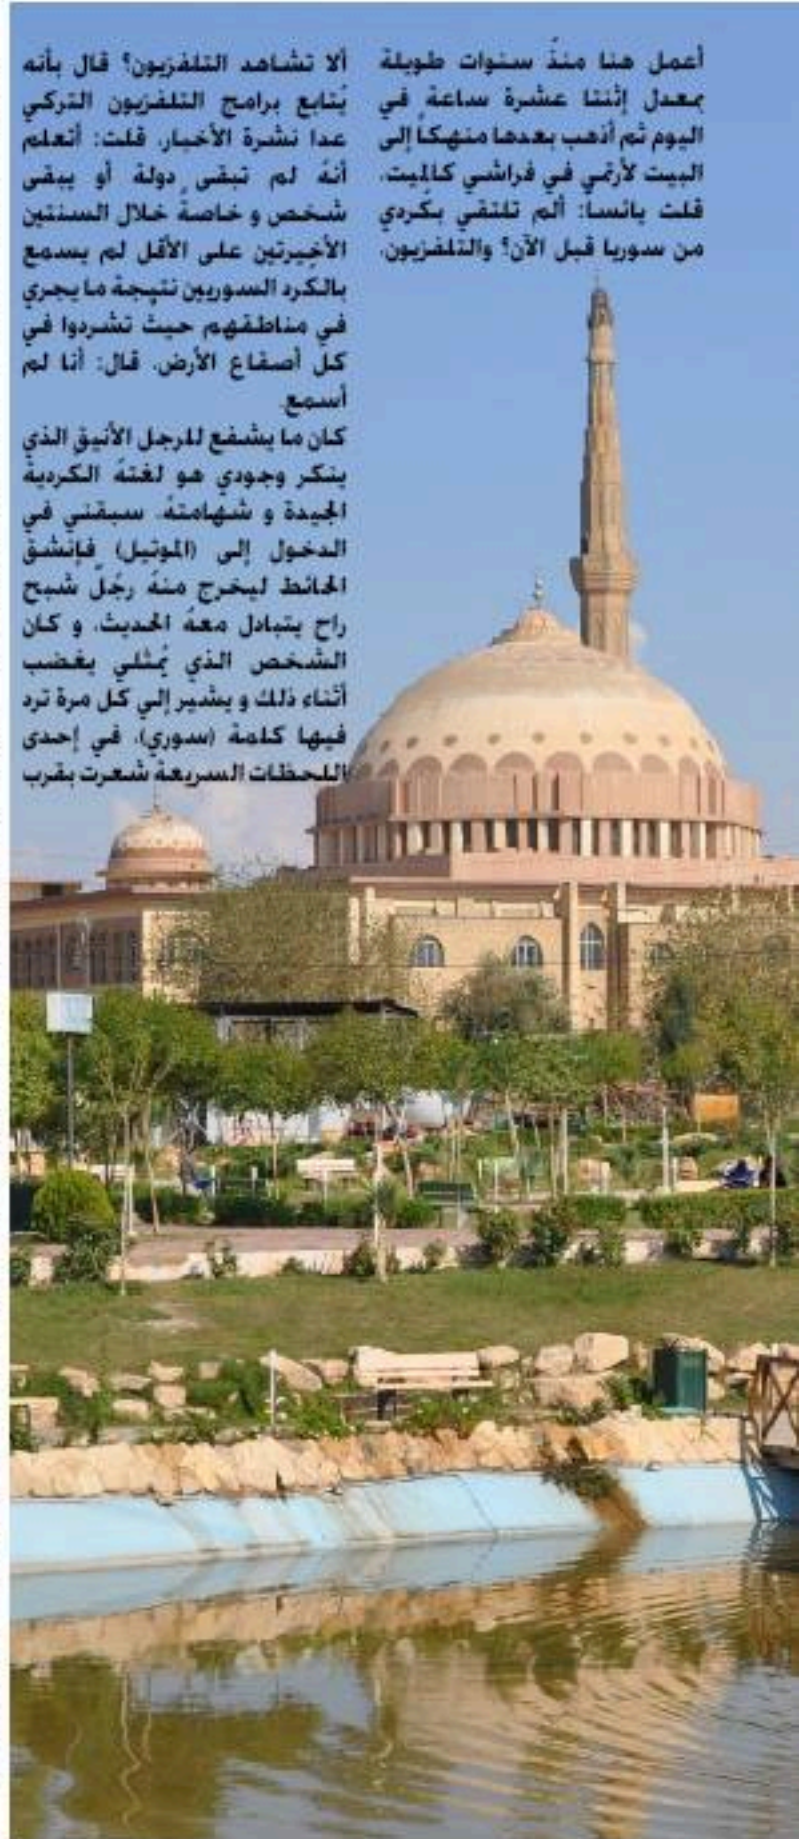 أعمل هنا منذُ سنوات طويلة
بمعدل إثنتا عشرة ساعة في
اليوم ثم أذهب بعدها منهكاً إلى
البيت لأرتمي في فراشي كالميت،
قلت يائسا: ألم تلتقي بكردي
من سوريا قبل الآن؟ والتلفزيون،
ألا تشاهد التلفزيون؟ قال بأنه
يُتابع برامج التلفزيون التركي
عدا نشرة الأخبار، قلت: أتعلم
أنهُ لم تبقى دولة أو يبقى
شخص و خاصةً خلال السنتين
الأخيرتين على الأقل لم يسمع
بالكرد السوريين نتيجة ما يجري
في مناطقهم حيث تشردوا في
كل أصقاع الأرض. قال: أنا لم
أسمع.
كان ما يشفع للرجل الأنيق الذي
ينكر وجودي هو لغتهُ الكردية
الجيدة و شهامتهُ. سبقني في
الدخول إلى (الموتيل) فإنشق
الحائط ليخرج منهُ رجُلٌ شبح
راح يتبادل معهُ الحديث، و كان
الشخص الذي يُمثلي يغضب
أثناء ذلك و يشير إلي كل مرة ترد
فيها كلمة (سوري)، في إحدى
اللحظات السريعة شعرت بقرب